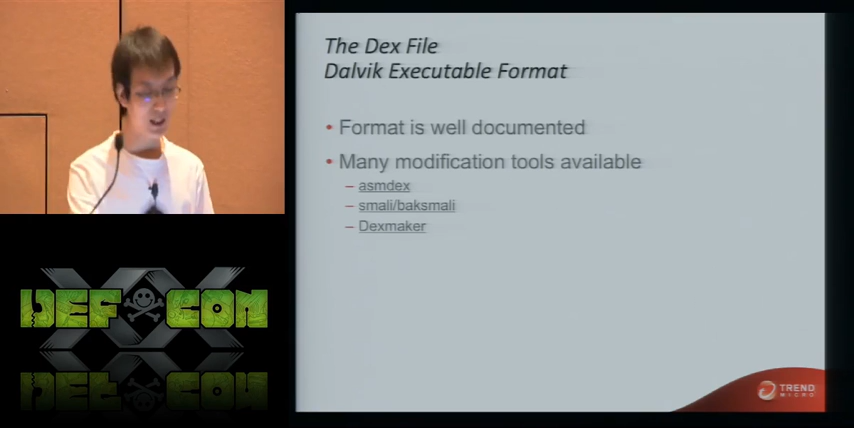 The Dex File
Dalvik Executable Format
• Format is well documented
• Many modification tools available
– asmdex
– smali/baksmali
– Dexmaker
DEF CON
XX
TREND
MICRO